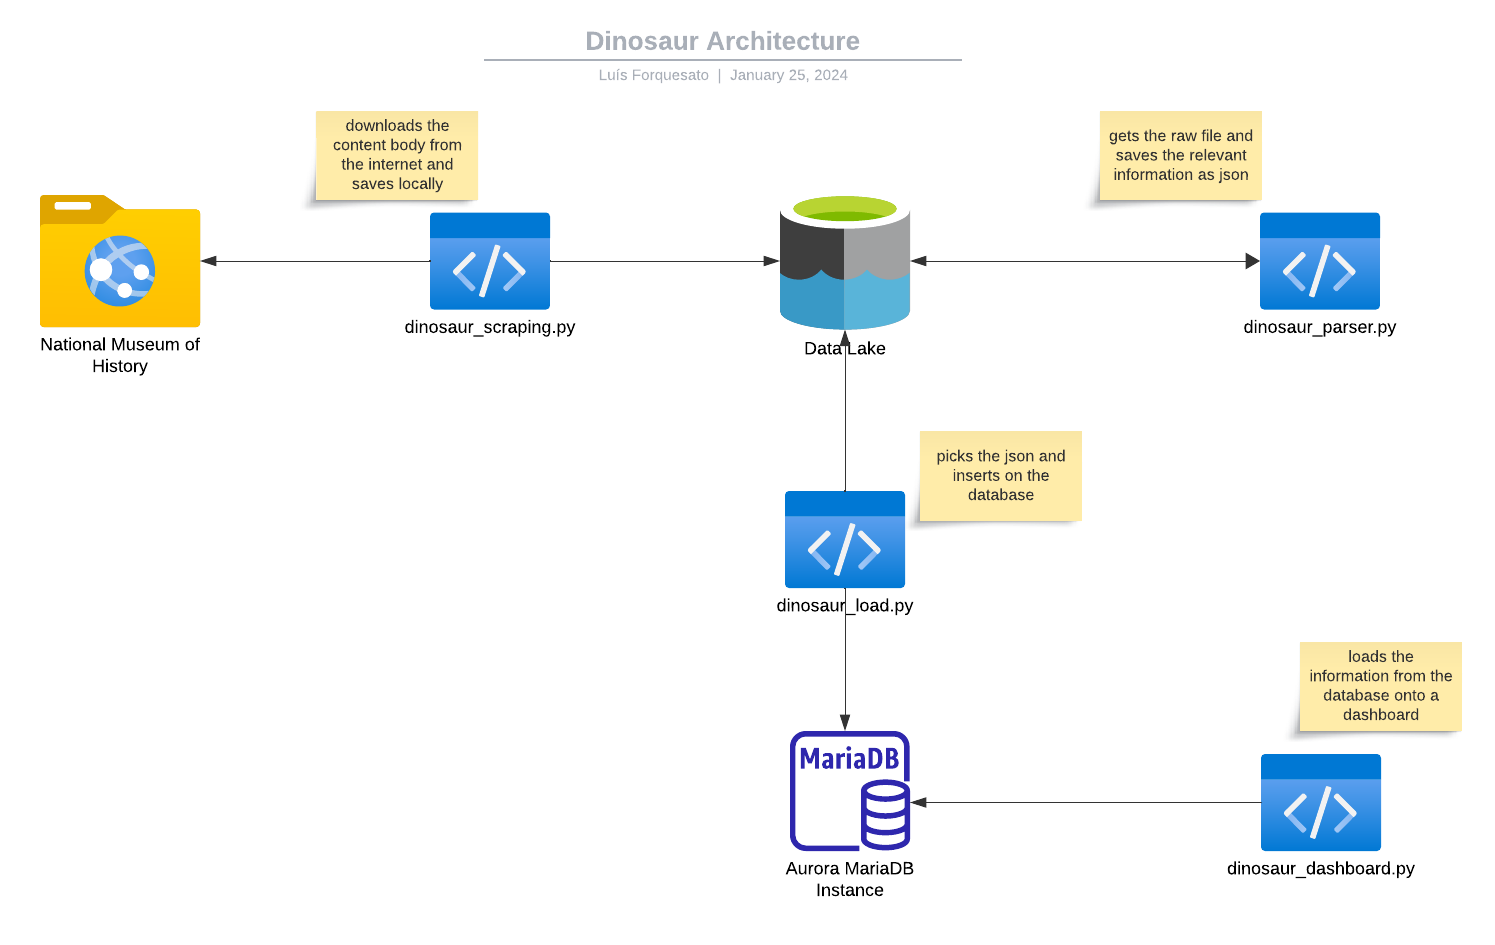 Dinosaur Architecture
Luís Forquesato | January 25, 2024
downloads the
content body from
the internet and
saves locally
gets the raw file and
saves the relevant
information as json
National Museum of
History
dinosaur_scraping.py
Data Lake
dinosaur_parser.py
picks the json and
inserts on the
database
dinosaur_load.py
loads the
information from the
database onto a
dashboard
MariaDB
Aurora MariaDB
Instance
dinosaur_dashboard.py